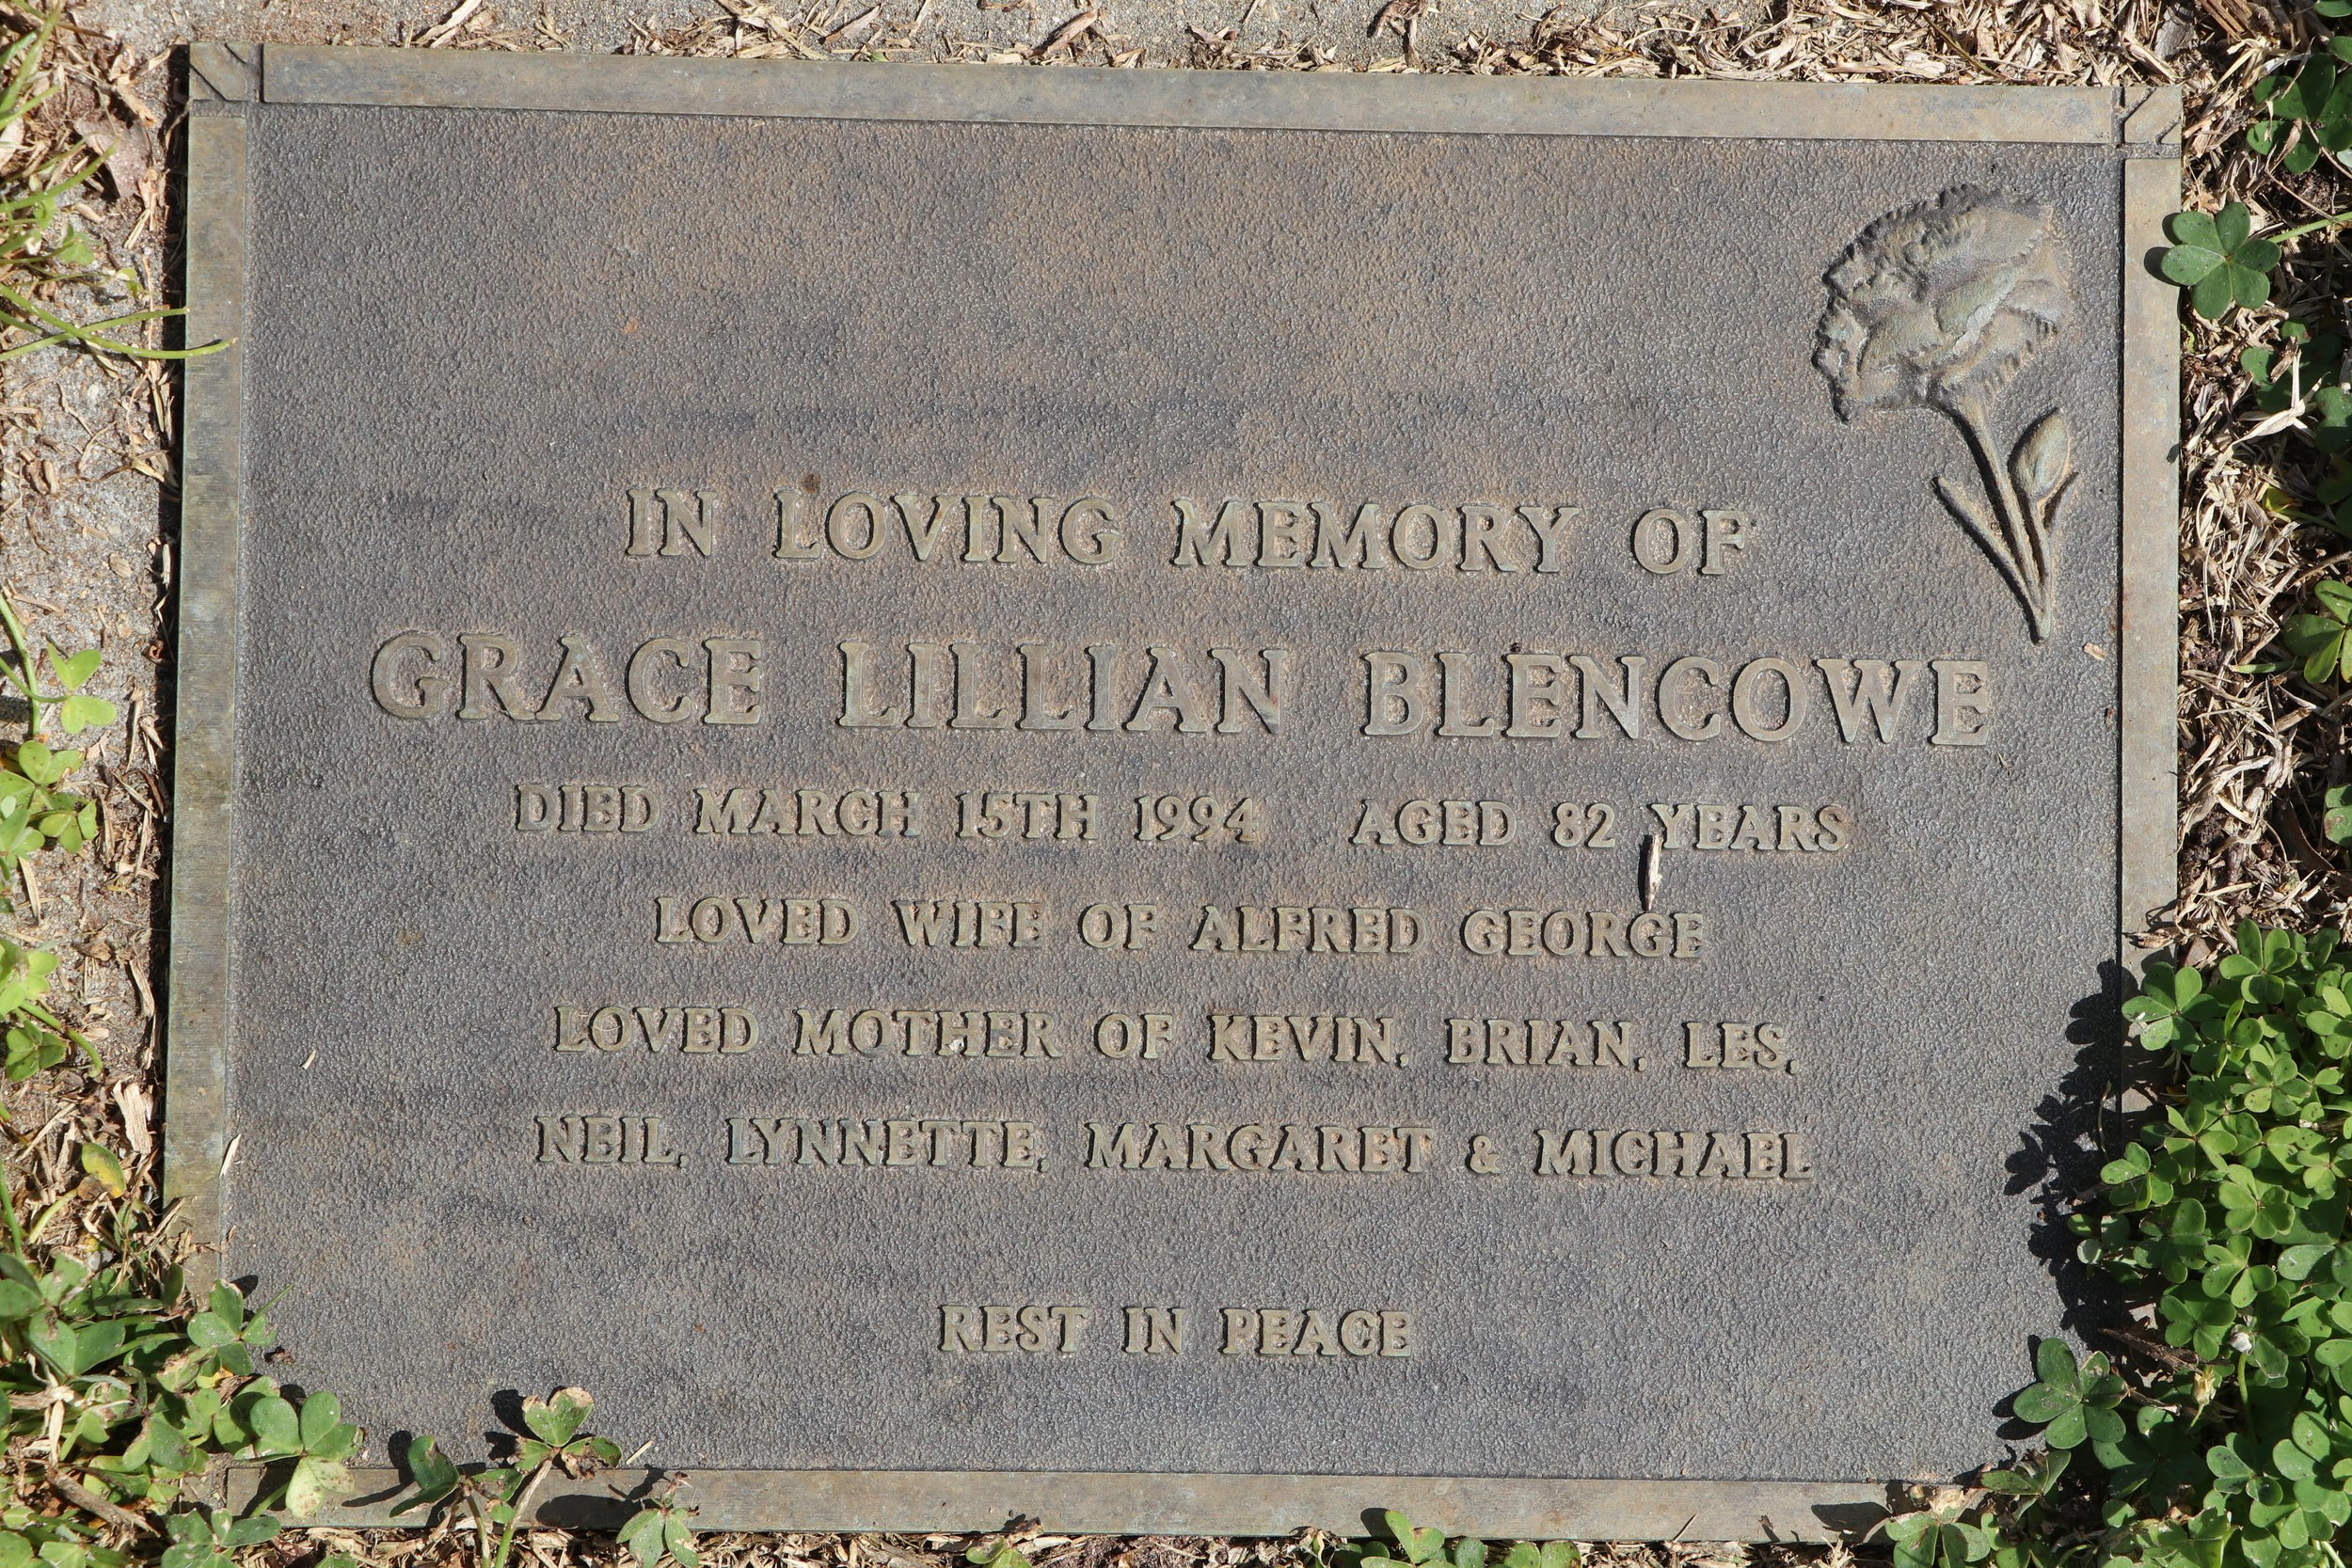 IN LOVING MEMORY OF
GRACE LILLIAN BLENCOWE
DIED MARCH 15TH 1994 AGED 82 YEARS
LOVED WIFE OF ALFRED GEORGE
LOVED MOTHER OF KEVIN, BRIAN, LES,
NEIL, LYNNETTE, MARGARET & MICHAEL
REST IN PEACE